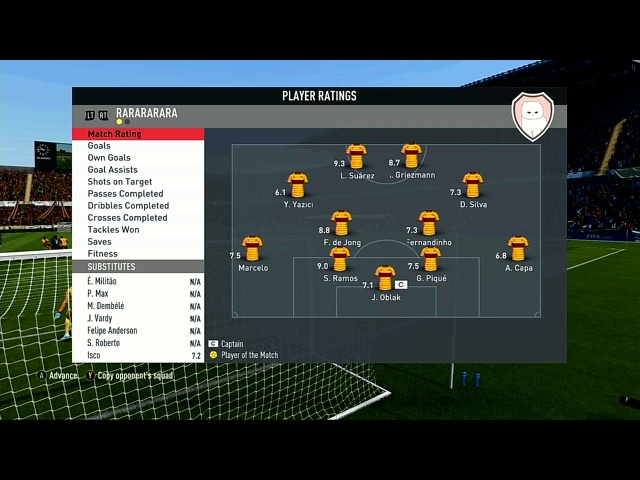 PLAYER RATINGS
LT RT RARARARARA
Match Rating
Goals
Own Goals
Goal Assists
Shots on Target
Passes Completed
Dribbles Completed
Crosses Completed
Tackles Won
Saves
Fitness
SUBSTITUTES
É. Militão N/A
P. Max N/A
M. Dembélé N/A
J. Vardy N/A
Felipe Anderson N/A
S. Roberto N/A
Isco 7.2
9.3 L. Suárez
8.7 Griezmann
6.1 Y. Yazıcı
7.3 D. Silva
8.8 F. de Jong
7.3 Fernandinho
7.5 Marcelo
9.0 S. Ramos
7.5 G. Piqué
6.8 A. Capa
7.1 C J. Oblak
C Captain
Player of the Match
A Advance Y Copy opponent's squad
FIFA